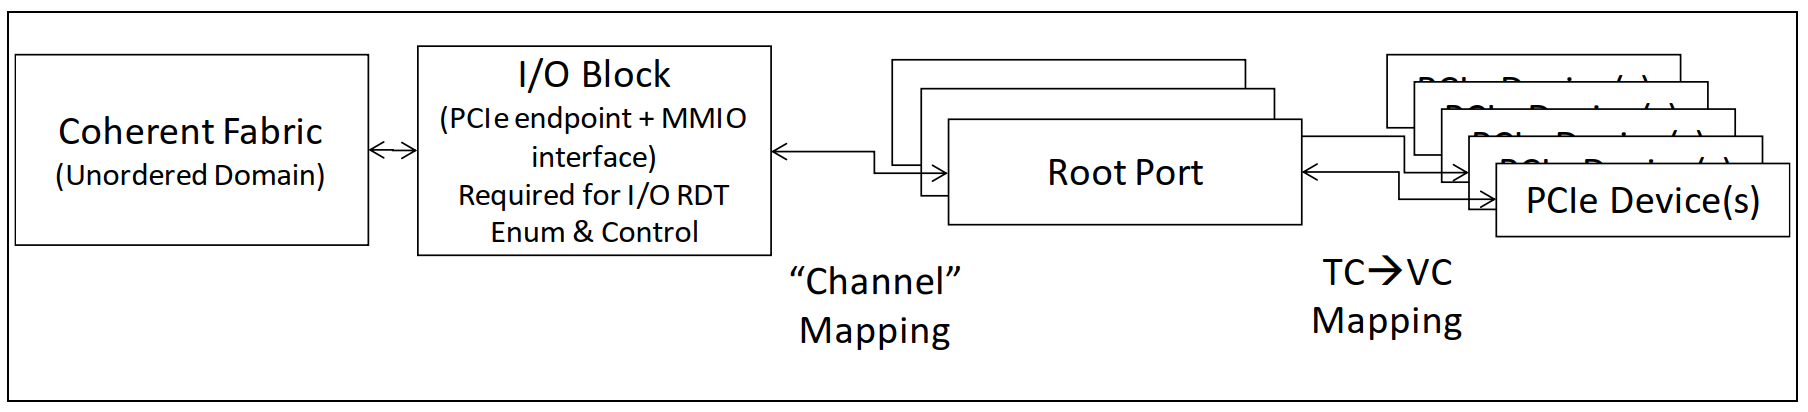 Coherent Fabric
(Unordered Domain)
I/O Block
(PCIe endpoint + MMIO
interface)
Required for I/O RDT
Enum & Control
"Channel"
Mapping
Root Port
TC→VC
Mapping
PCIe Device(s)